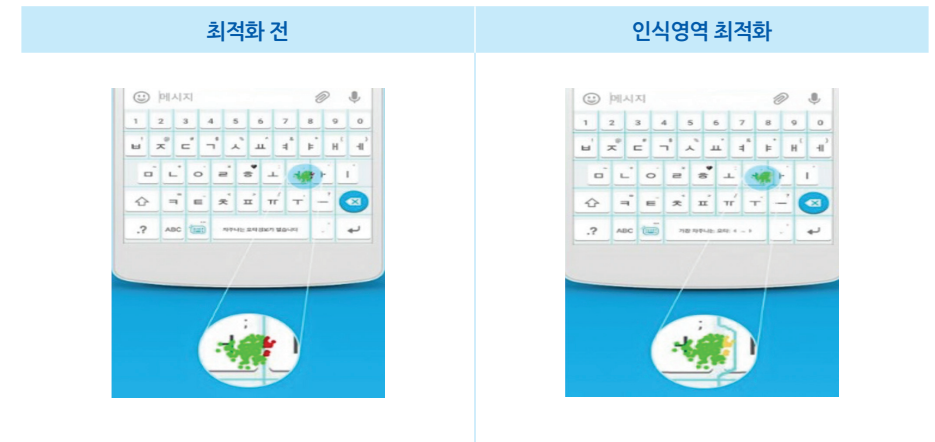 최적화 전
인식영역 최적화
메시지
1 2 3 4 5 6 7 8 9 0
ㅂ ㅈ ㄷ ㄱ ㅅ ㅛ ㅕ ㅑ ㅐ ㅔ
ㅁ ㄴ ㅇ ㄹ ㅎ ㅗ ㅏ ㅣ
ㅋ ㅌ ㅊ ㅍ ㅠ ㅜ ㅡ
.? ABC
;
메시지
1 2 3 4 5 6 7 8 9 0
ㅂ ㅈ ㄷ ㄱ ㅅ ㅛ ㅕ ㅑ ㅐ ㅔ
ㅁ ㄴ ㅇ ㄹ ㅎ ㅗ ㅏ ㅣ
ㅋ ㅌ ㅊ ㅍ ㅠ ㅜ ㅡ
.? ABC
;